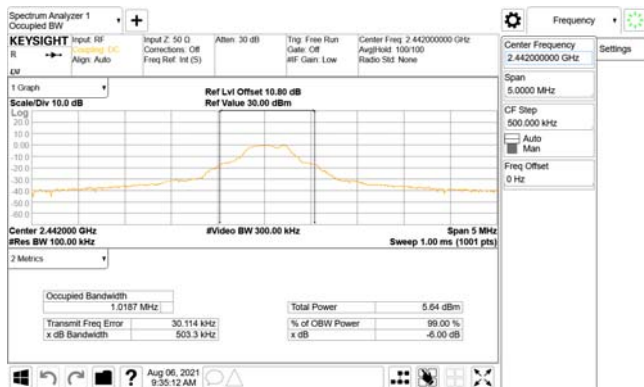 Spectrum Analyzer 1
Occupied BW
Frequency
KEYSIGHT
R
Input: RF
Coupling: DC
Align: Auto
Input Z: 50 Ω
Corrections: Off
Freq Ref: Int (S)
Atten: 30 dB
Trig: Free Run
Gate: Off
#IF Gain: Low
Center Freq: 2.442000000 GHz
Avg|Hold: 100/100
Radio Std: None
Center Frequency
2.442000000 GHz
Settings
Span
5.0000 MHz
CF Step
500.000 kHz
Auto
Man
Freq Offset
0 Hz
1 Graph
Scale/Div 10.0 dB
Ref Lvl Offset 10.80 dB
Ref Value 30.00 dBm
Log
20.0
10.0
0.00
-10.0
-20.0
-30.0
-40.0
-50.0
-60.0
Center 2.442000 GHz
#Res BW 100.00 kHz
#Video BW 300.00 kHz
Span 5 MHz
Sweep 1.00 ms (1001 pts)
2 Metrics
Occupied Bandwidth
1.0187 MHz
Total Power
5.64 dBm
Transmit Freq Error
30.114 kHz
% of OBW Power
99.00 %
x dB Bandwidth
503.3 kHz
x dB
-6.00 dB
Aug 06, 2021
9:35:12 AM